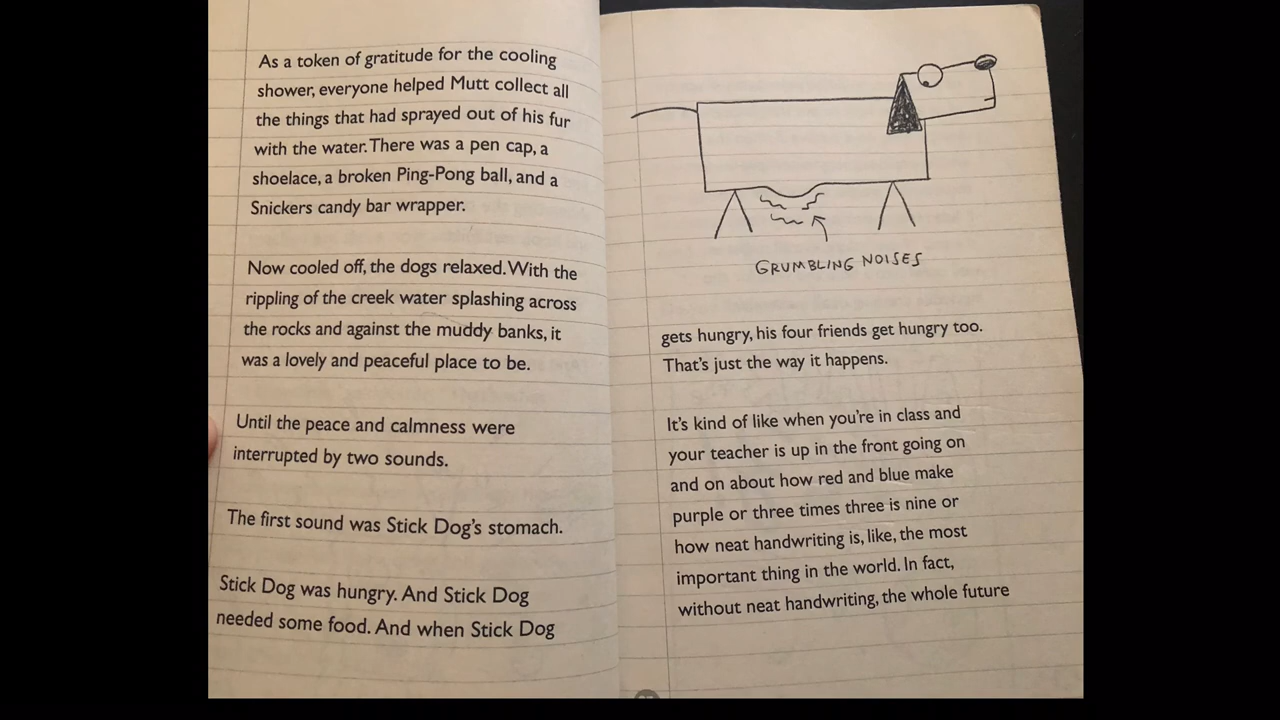 As a token of gratitude for the cooling
shower, everyone helped Mutt collect all
the things that had sprayed out of his fur
with the water. There was a pen cap, a
shoelace, a broken Ping-Pong ball, and a
Snickers candy bar wrapper.
Now cooled off, the dogs relaxed. With the
rippling of the creek water splashing across
the rocks and against the muddy banks, it
was a lovely and peaceful place to be.
Until the peace and calmness were
interrupted by two sounds.
The first sound was Stick Dog's stomach.
Stick Dog was hungry. And Stick Dog
needed some food. And when Stick Dog
GRUMBLING NOISES
gets hungry, his four friends get hungry too.
That's just the way it happens.
It's kind of like when you're in class and
your teacher is up in the front going on
and on about how red and blue make
purple or three times three is nine or
how neat handwriting is, like, the most
important thing in the world. In fact,
without neat handwriting, the whole future